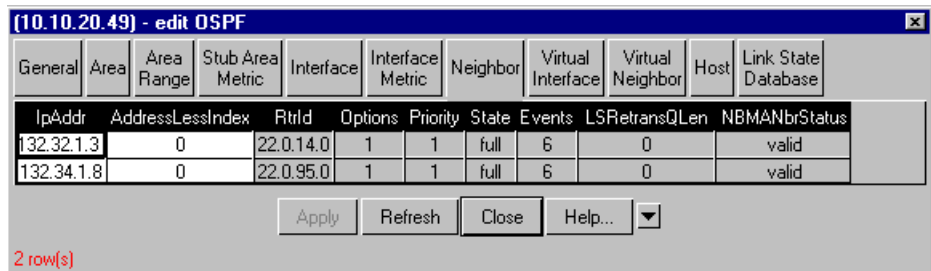 (10.10.20.49) - edit OSPF
General Area Area Range Stub Area Metric Interface Interface Metric Neighbor Virtual Interface Virtual Neighbor Host Link State Database
IpAddr AddressLessIndex RtrId Options Priority State Events LSRetransQLen NBMANbrStatus
132.32.1.3 0 22.0.14.0 1 1 full 6 0 valid
132.34.1.8 0 22.0.95.0 1 1 full 6 0 valid
Apply Refresh Close Help...
2 row(s)